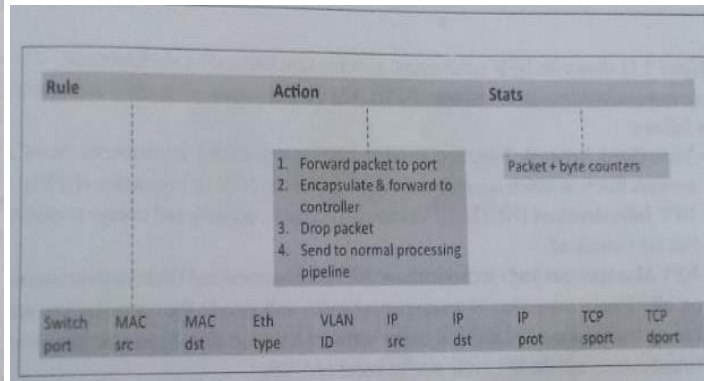 Rule Action Stats
1. Forward packet to port
2. Encapsulate & forward to
controller
3. Drop packet
4. Send to normal processing
pipeline
Packet + byte counters
Switch MAC MAC Eth VLAN IP IP IP TCP TCP
port src dst type ID src dst prot sport dport